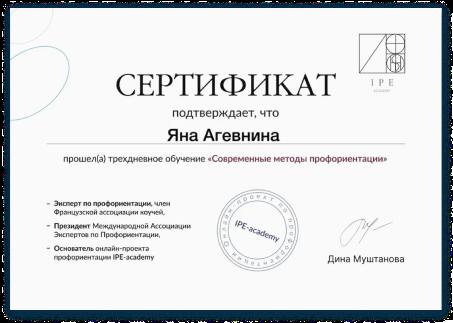 IPE
ACADEMY
СЕРТИФИКАТ
подтверждает, что
Яна Агевнина
прошел(а) трехдневное обучение «Современные методы профориентации»
– Эксперт по профориентации, член
Французской ассоциации коучей,
– Президент Международной Ассоциации
Экспертов по Профориентации,
– Основатель онлайн-проекта
профориентации IPE-academy
Онлайн-проект по профориентации
IPE-academy
Дина Муштанова